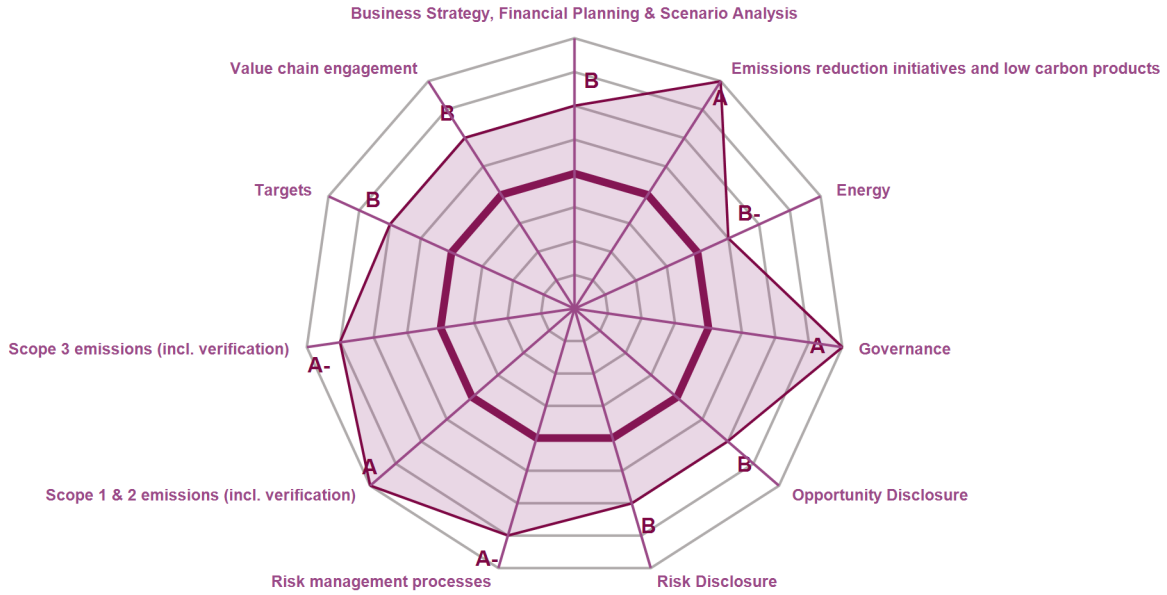 Business Strategy, Financial Planning & Scenario Analysis
Value chain engagement
Emissions reduction initiatives and low carbon products
B
A
B
Targets
B
Energy
B-
Scope 3 emissions (incl. verification)
A-
A
Governance
A
Scope 1 & 2 emissions (incl. verification)
B
Opportunity Disclosure
B
A-
Risk management processes
Risk Disclosure